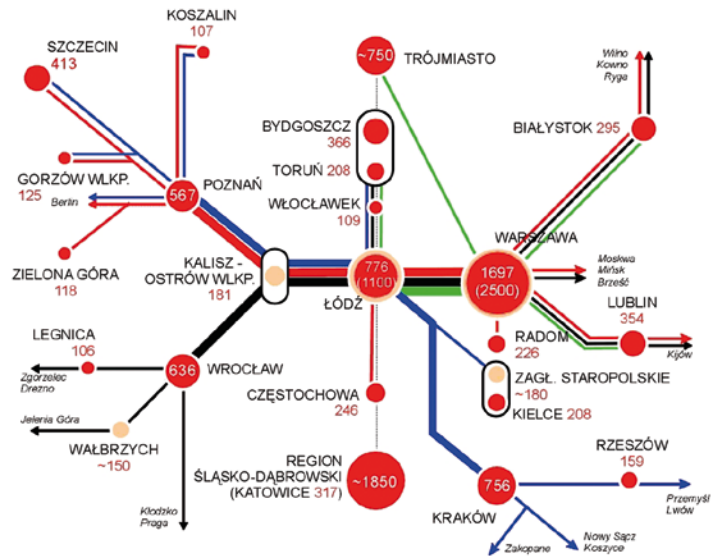 KOSZALIN
107
SZCZECIN
413
~750
TRÓJMIASTO
Wilno
Kowno
Ryga
BYDGOSZCZ
366
BIAŁYSTOK 295
TORUŃ 208
GORZÓW WLKP.
125
Berlin
567
POZNAŃ
WŁOCŁAWEK
109
WARSZAWA
1697
(2500)
KALISZ -
OSTRÓW WLKP.
181
776
(1100)
ŁÓDŹ
Moskwa
Mińsk
Brześć
ZIELONA GÓRA
118
LUBLIN
354
Kijów
LEGNICA
106
Zgorzelec
Drezno
636
WROCŁAW
RADOM
226
ZAGŁ. STAROPOLSKIE
~180
KIELCE 208
CZĘSTOCHOWA
246
Jelenia Góra
WAŁBRZYCH
~150
REGION
ŚLĄSKO-DĄBROWSKI
(KATOWICE 317)
~1850
RZESZÓW
159
756
KRAKÓW
Przemyśl
Lwów
Kłodzko
Praga
Zakopane
Nowy Sącz
Koszyce